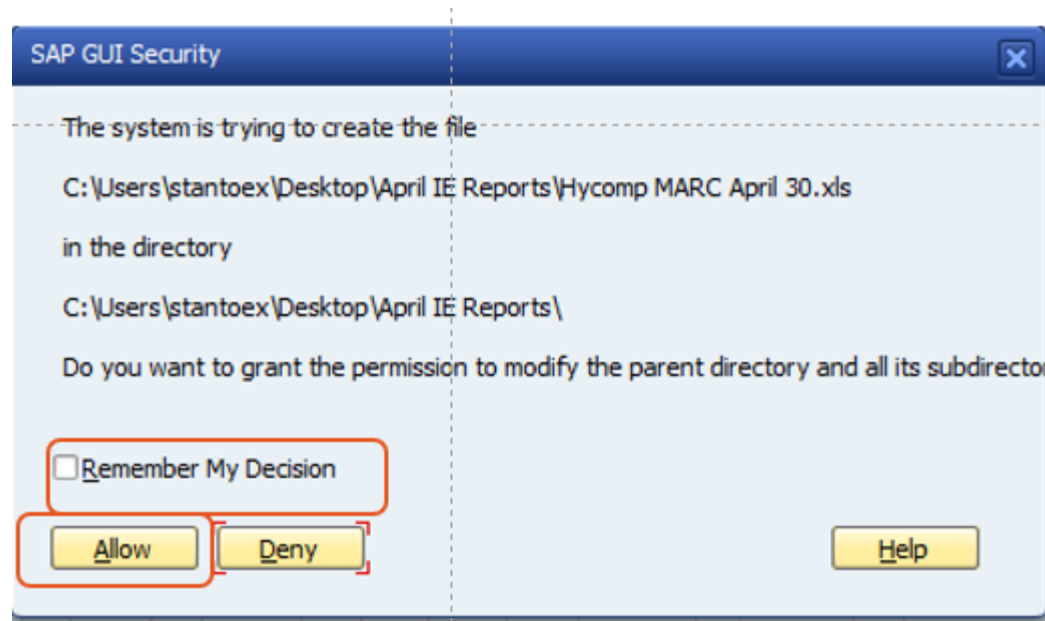 SAP GUI Security
The system is trying to create the file
C:\Users\stantoex\Desktop\April IE Reports\Hycomp MARC April 30.xls
in the directory
C:\Users\stantoex\Desktop\April IE Reports\
Do you want to grant the permission to modify the parent directory and all its subdirecto
Remember My Decision
Allow Deny Help